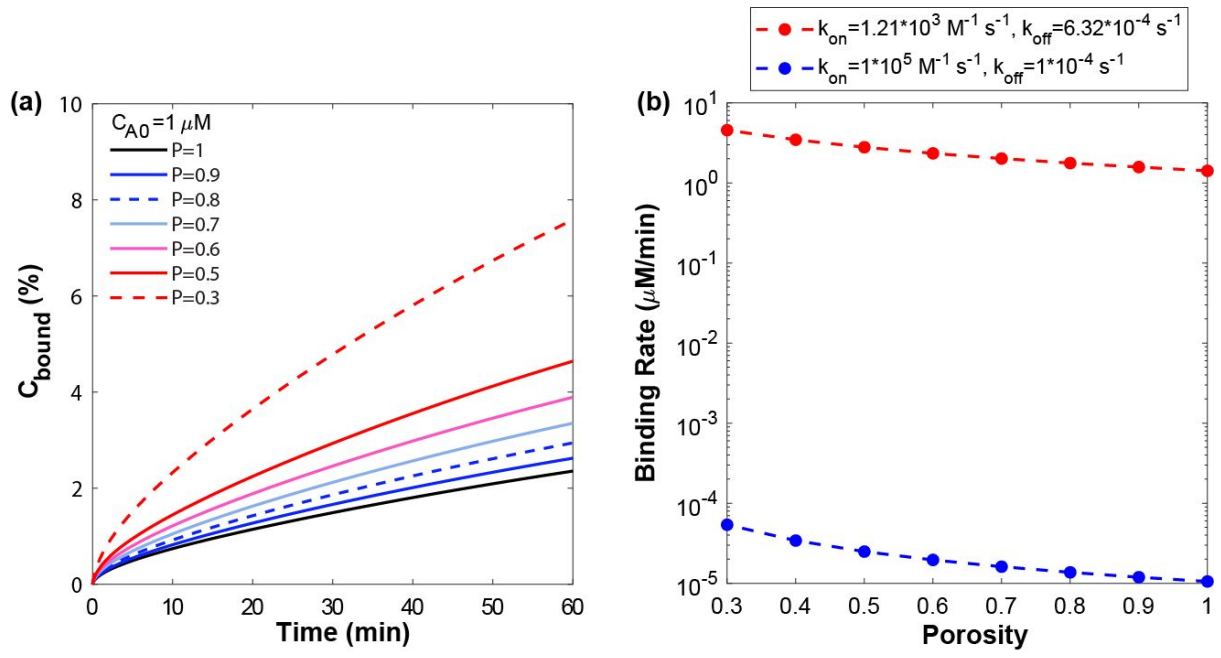 k_on=1.21*10^3 M^-1 s^-1, k_off=6.32*10^-4 s^-1
k_on=1*10^5 M^-1 s^-1, k_off=1*10^-4 s^-1
(a)
10
8
6
4
2
0
C_bound (%)
C_A0=1 μM
P=1
P=0.9
P=0.8
P=0.7
P=0.6
P=0.5
P=0.3
0 10 20 30 40 50 60
Time (min)
(b)
10^1
10^0
10^-1
10^-2
10^-3
10^-4
10^-5
Binding Rate (μM/min)
0.3 0.4 0.5 0.6 0.7 0.8 0.9 1
Porosity